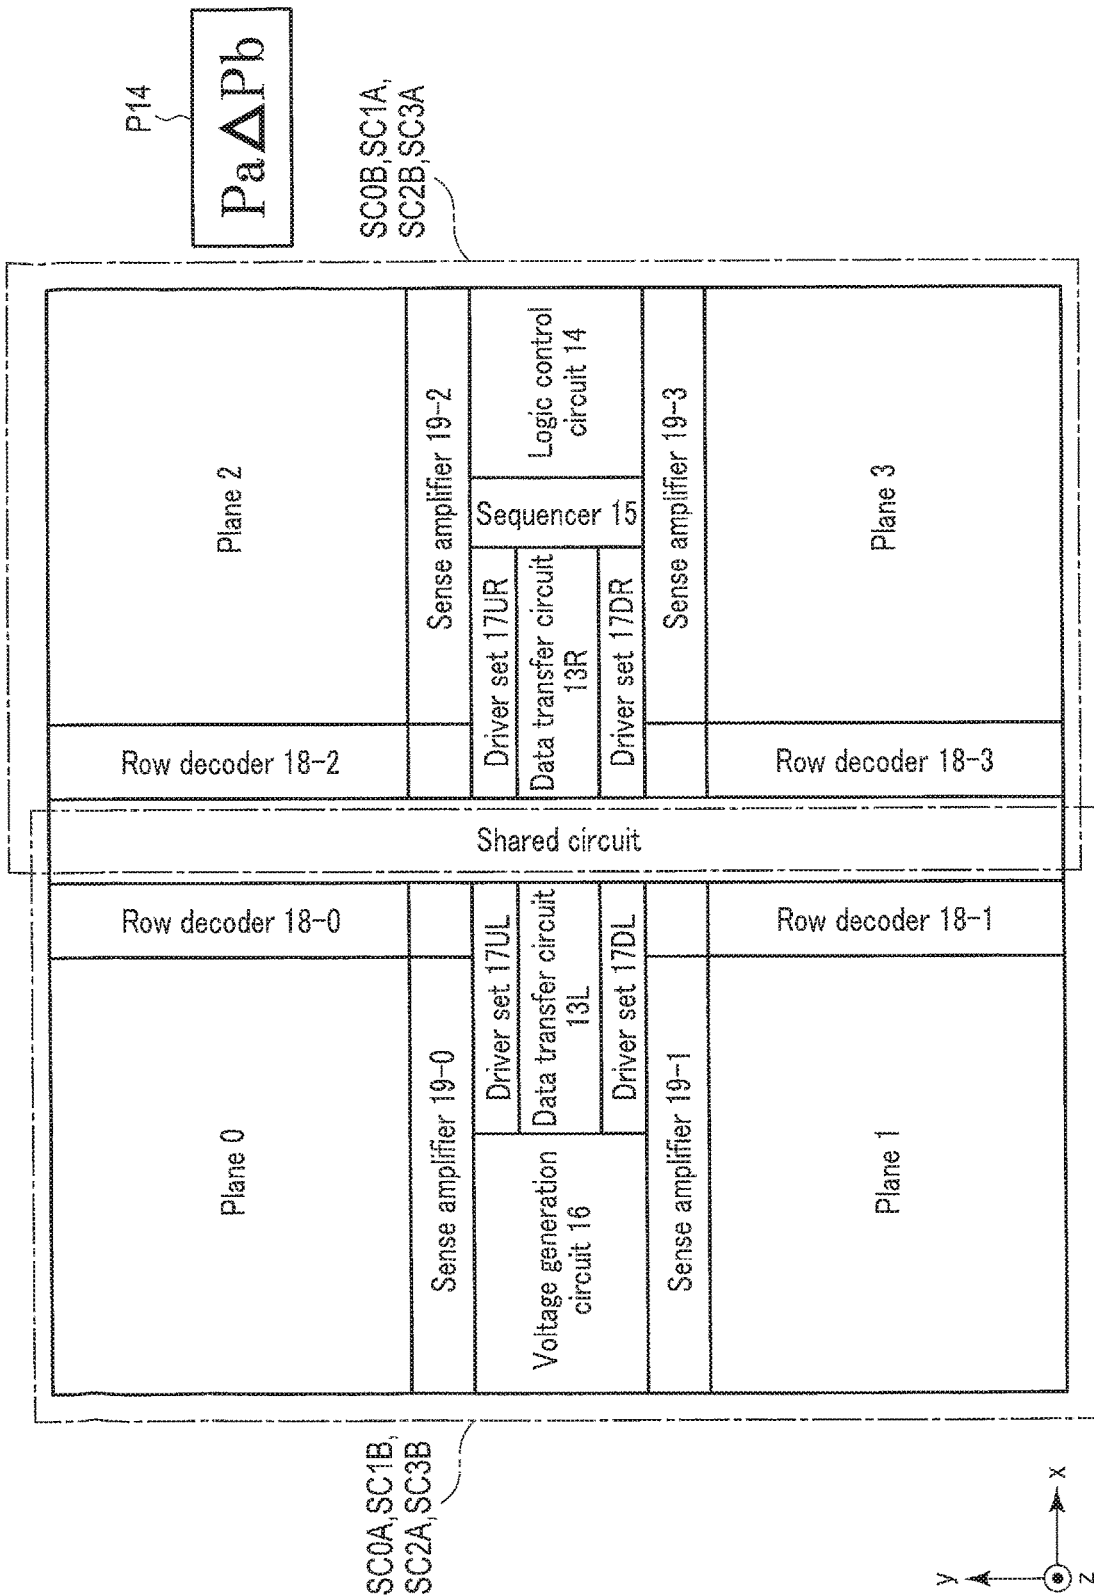 P14
Pa△Pb
SC0A,SC1B,
SC2A,SC3B
SC0B,SC1A,
SC2B,SC3A
Plane 0
Row decoder 18-0
Row decoder 18-2
Plane 2
Sense amplifier 19-0
Sense amplifier 19-2
Voltage generation
circuit 16
Driver set 17UL
Data transfer circuit
13L
Driver set 17DL
Shared circuit
Driver set 17UR
Data transfer circuit
13R
Driver set 17DR
Sequencer 15
Logic control
circuit 14
Sense amplifier 19-1
Sense amplifier 19-3
Plane 1
Row decoder 18-1
Row decoder 18-3
Plane 3
y
x
z